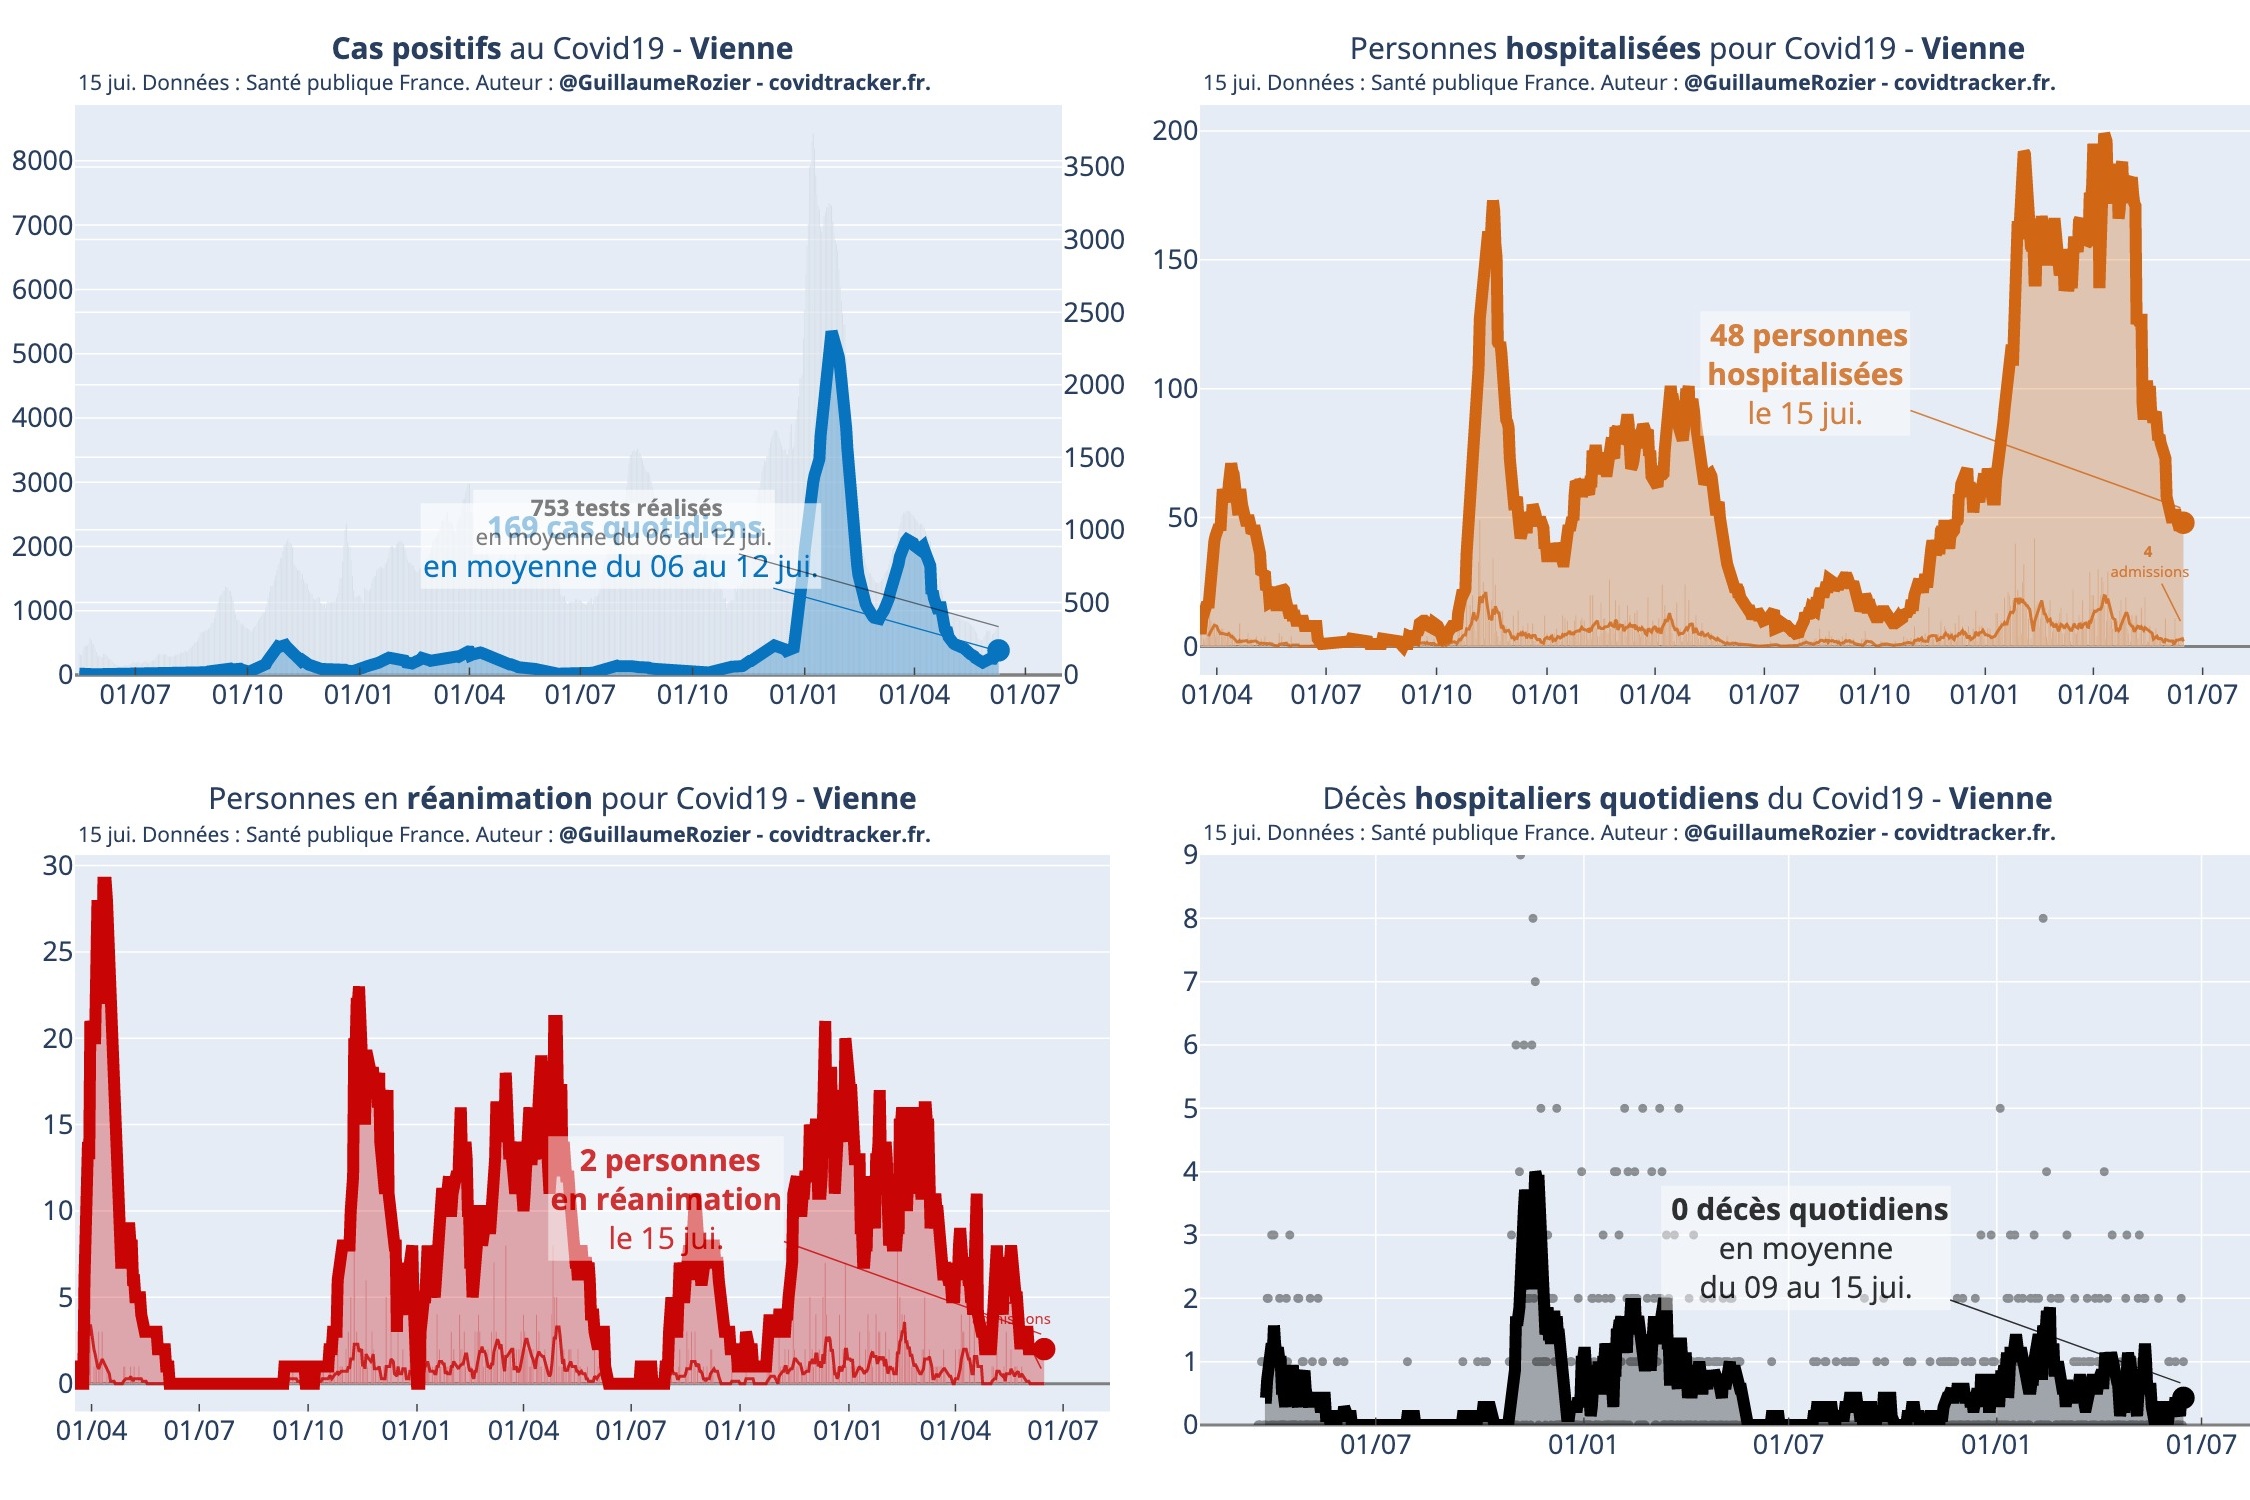 Cas positifs au Covid19 - Vienne
15 jui. Données : Santé publique France. Auteur : @GuillaumeRozier - covidtracker.fr.
8000
7000
6000
5000
4000
3000
2000
1000
0
3500
3000
2500
2000
1500
1000
500
0
753 tests réalisés
en moyenne du 06 au 12 jui.
169 cas quotidiens
en moyenne du 06 au 12 jui.
01/07 01/10 01/01 01/04 01/07 01/10 01/01 01/04 01/07
Personnes hospitalisées pour Covid19 - Vienne
15 jui. Données : Santé publique France. Auteur : @GuillaumeRozier - covidtracker.fr.
200
150
100
50
0
48 personnes
hospitalisées
le 15 jui.
4
admissions
01/04 01/07 01/10 01/01 01/04 01/07 01/10 01/01 01/04 01/07
Personnes en réanimation pour Covid19 - Vienne
15 jui. Données : Santé publique France. Auteur : @GuillaumeRozier - covidtracker.fr.
30
25
20
15
10
5
0
2 personnes
en réanimation
le 15 jui.
01/04 01/07 01/10 01/01 01/04 01/07 01/10 01/01 01/04 01/07
Décès hospitaliers quotidiens du Covid19 - Vienne
15 jui. Données : Santé publique France. Auteur : @GuillaumeRozier - covidtracker.fr.
9
8
7
6
5
4
3
2
1
0
0 décès quotidiens
en moyenne
du 09 au 15 jui.
01/07 01/01 01/07 01/01 01/07